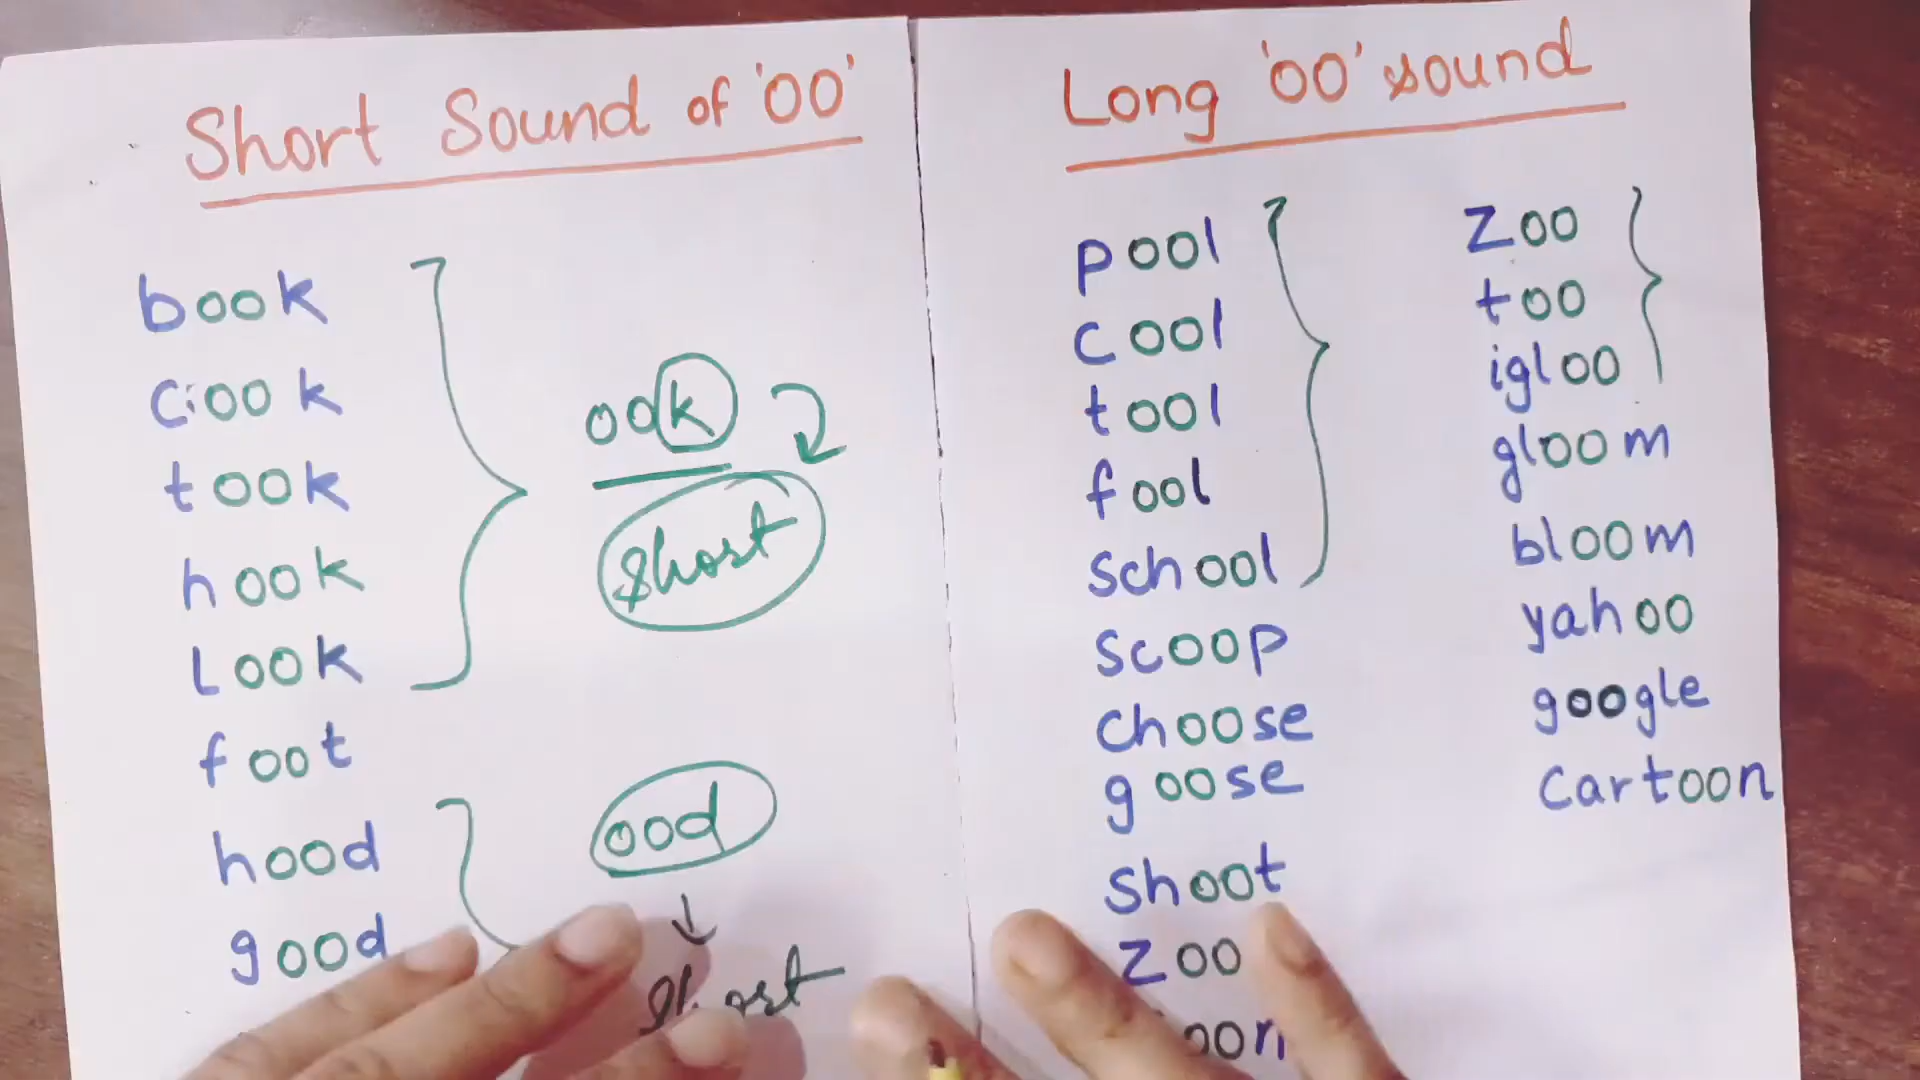 Short Sound of 'oo'
book
cook
took
hook
look
foot
hood
good
ook
short
ood
short
Long 'oo' sound
pool
cool
tool
fool
school
scoop
choose
goose
shoot
zoo
zoo
too
igloo
gloom
bloom
yahoo
google
cartoon